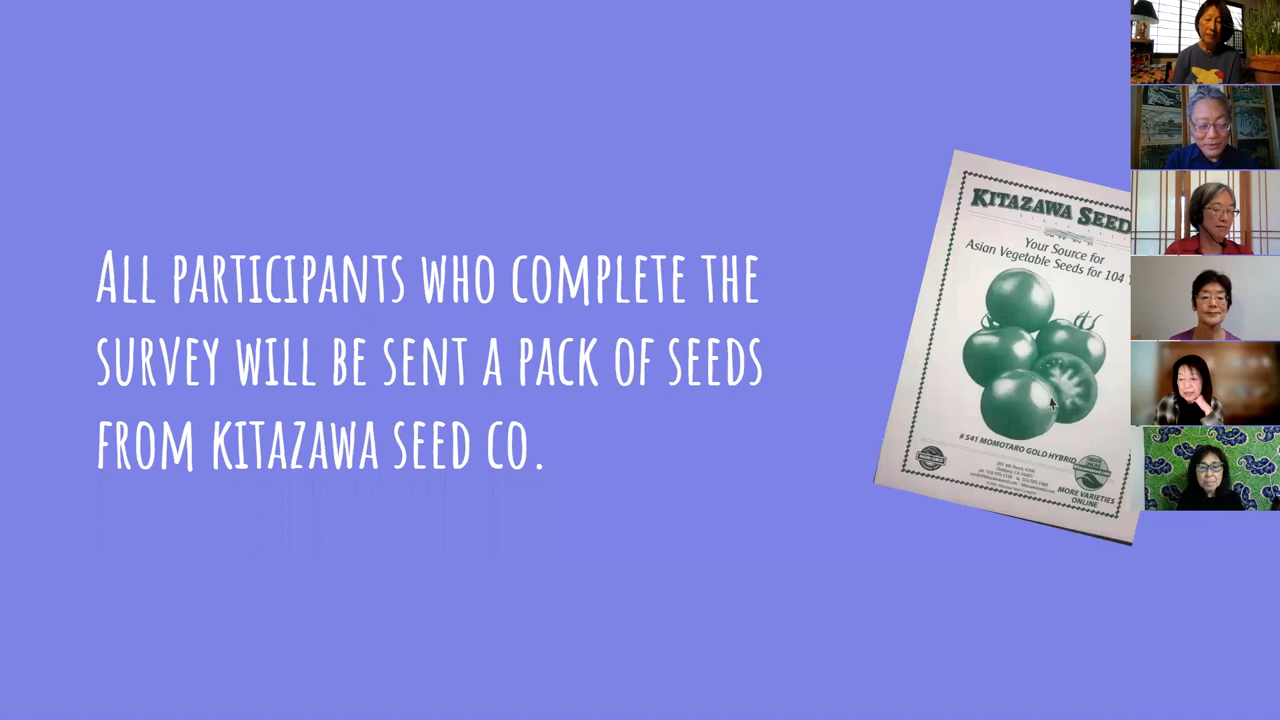 All participants who complete the
survey will be sent a pack of seeds
from kitazawa seed co.
KITAZAWA SEED
Your Source for
Asian Vegetable Seeds for 104
# 541 MOMOTARO GOLD HYBRID
MORE VARIETIES
ONLINE